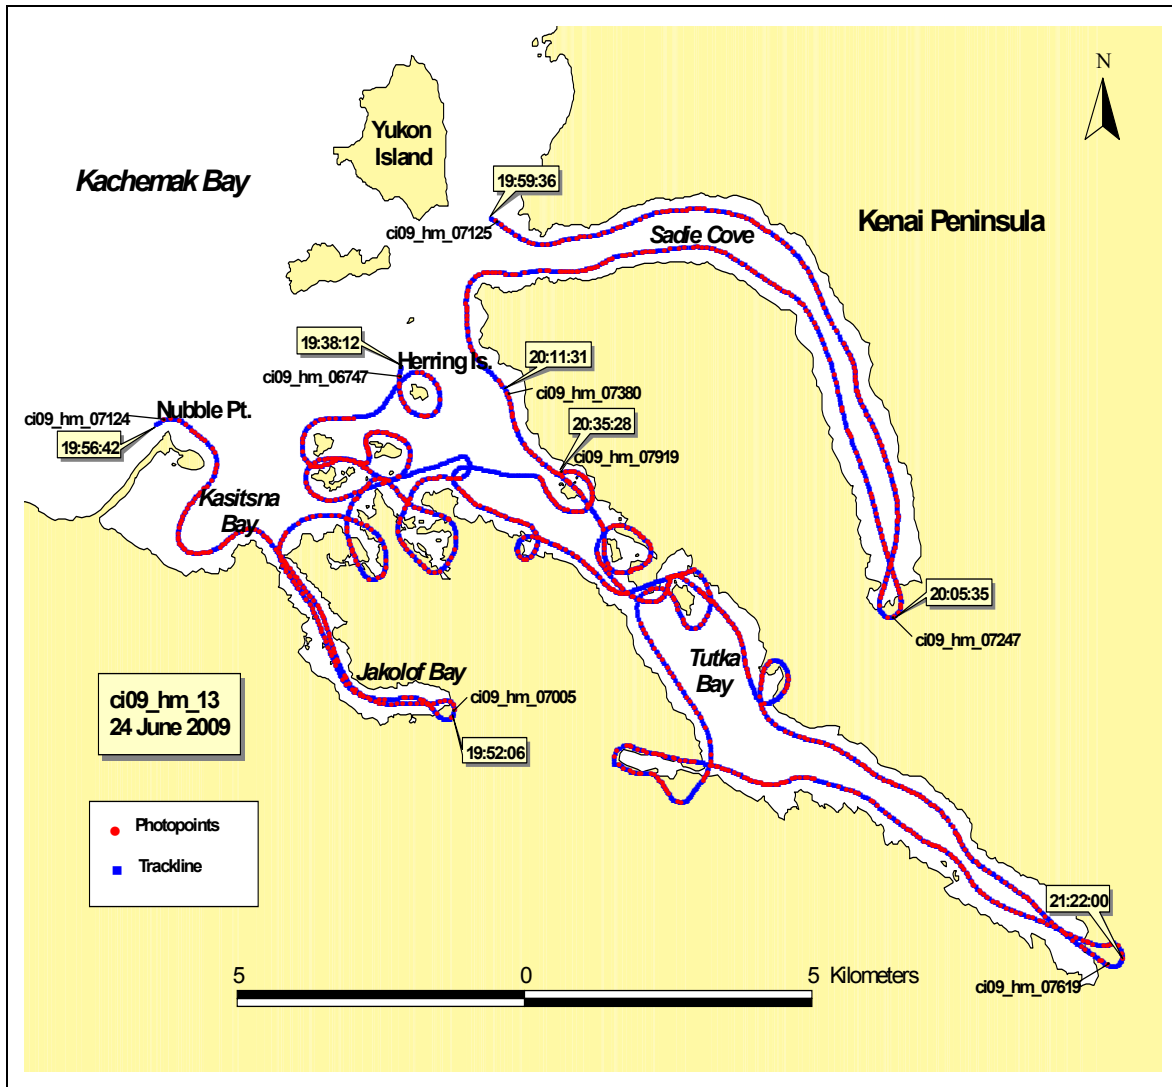 N
Yukon
Island
Kachemak Bay
19:59:36
Kenai Peninsula
ci09_hm_07125
Sadie Cove
19:38:12
Herring Is.
20:11:31
ci09_hm_06747
ci09_hm_07380
ci09_hm_07124
Nubble Pt.
19:56:42
20:35:28
ci09_hm_07919
Kasitsna
Bay
20:05:35
ci09_hm_07247
Tutka
Bay
Jakolof Bay
ci09_hm_07005
ci09_hm_13
24 June 2009
19:52:06
Photopoints
Trackline
21:22:00
5 0 5 Kilometers
ci09_hm_07619